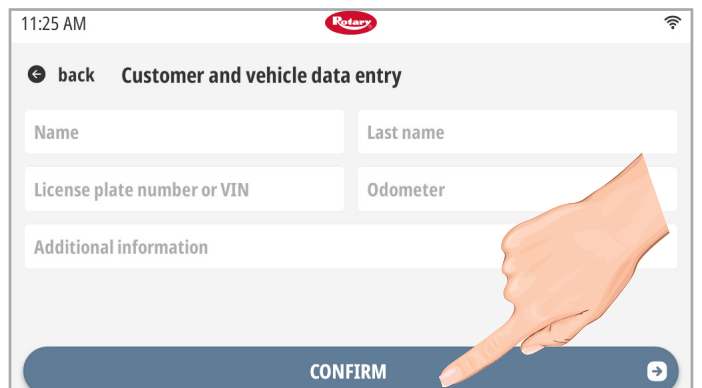 11:25 AM
Rotary
back Customer and vehicle data entry
Name Last name
License plate number or VIN Odometer
Additional information
CONFIRM